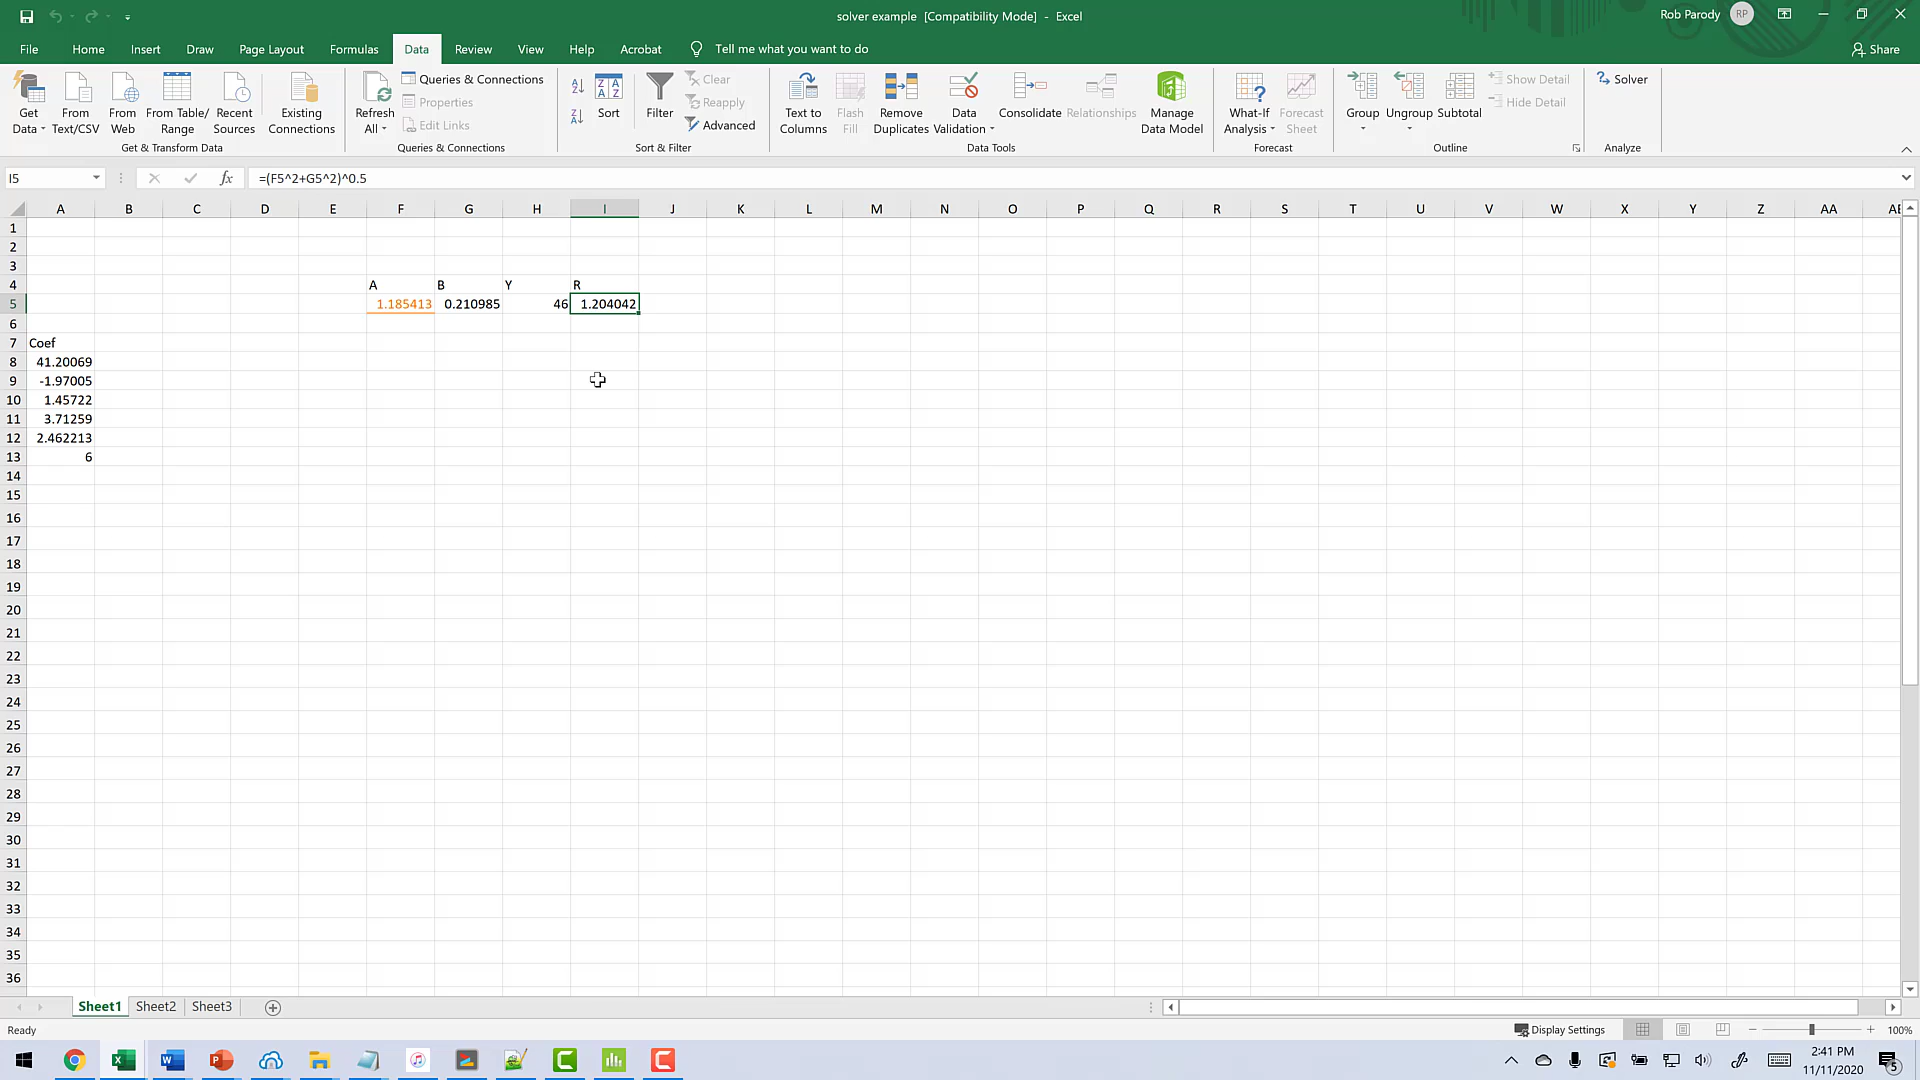 solver example [Compatibility Mode] - Excel
Rob Parody RP
File Home Insert Draw Page Layout Formulas Data Review View Help Acrobat Tell me what you want to do Share
Get Data
From Text/CSV
From Web
From Table/ Range
Recent Sources
Existing Connections
Get & Transform Data
Refresh All
Queries & Connections
Properties
Edit Links
Queries & Connections
Sort
Filter
Clear
Reapply
Advanced
Sort & Filter
Text to Columns
Flash Fill
Remove Duplicates
Data Validation
Consolidate
Relationships
Manage Data Model
Data Tools
What-If Analysis
Forecast Sheet
Forecast
Group
Ungroup
Subtotal
Show Detail
Hide Detail
Outline
Solver
Analyze
I5 fx =(F5^2+G5^2)^0.5
A B C D E F G H I J K L M N O P Q R S T U V W X Y Z AA AE
1
2
3
4 A B Y R
5 1.185413 0.210985 46 1.204042
6
7 Coef
8 41.20069
9 -1.97005
10 1.45722
11 3.71259
12 2.462213
13 6
14
15
16
17
18
19
20
21
22
23
24
25
26
27
28
29
30
31
32
33
34
35
36
Sheet1 Sheet2 Sheet3
Ready Display Settings 100%
2:41 PM
11/11/2020
5